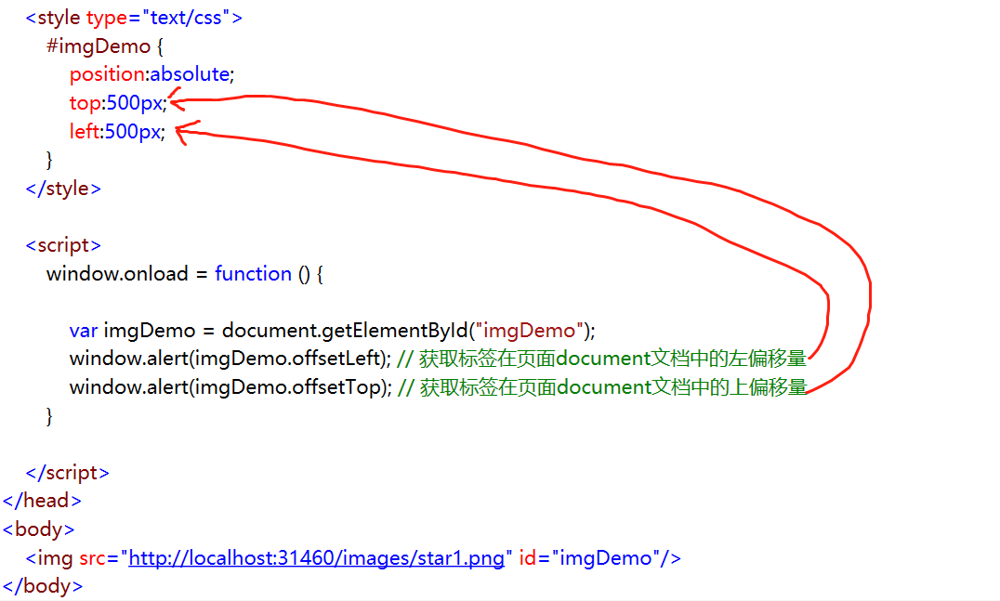 <style type="text/css">
#imgDemo {
position:absolute;
top:500px;
left:500px;
}
</style>
<script>
window.onload = function () {
var imgDemo = document.getElementById("imgDemo");
window.alert(imgDemo.offsetLeft); // 获取标签在页面document文档中的左偏移量
window.alert(imgDemo.offsetTop); // 获取标签在页面document文档中的上偏移量
}
</script>
</head>
<body>
<img src="http://localhost:31460/images/star1.png" id="imgDemo"/>
</body>